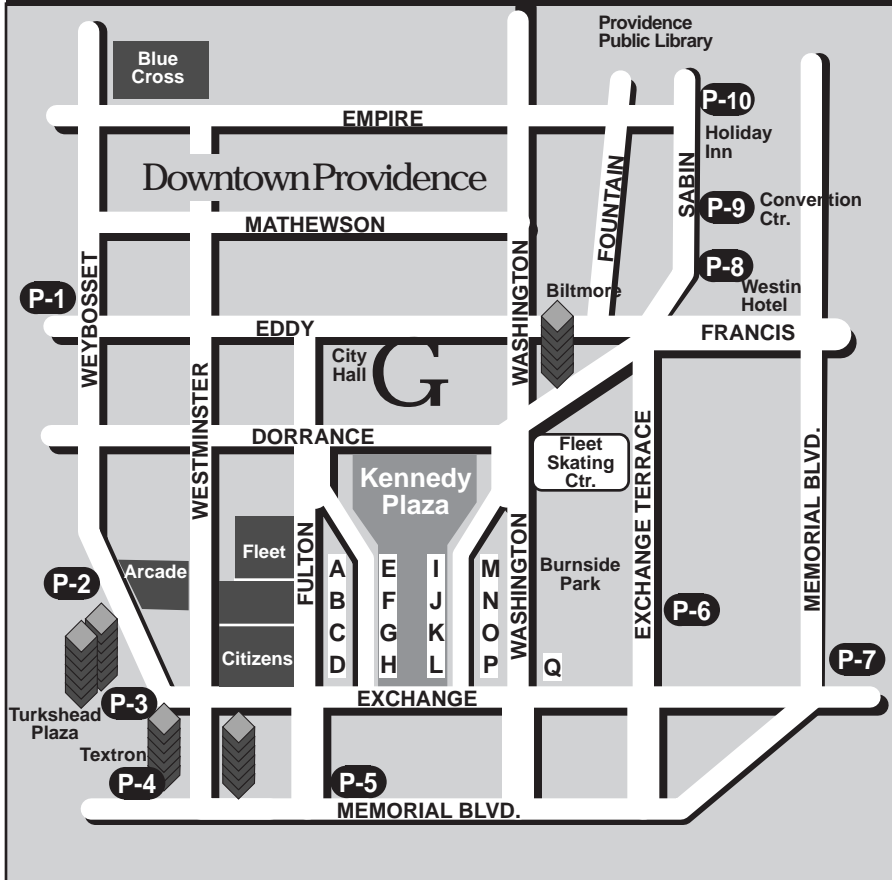 Providence
Public Library
Blue
Cross
P-10
EMPIRE
Holiday
Inn
Downtown Providence
FOUNTAIN
SABIN
P-9
Convention
Ctr.
MATHEWSON
P-8
WEYBOSSET
WASHINGTON
P-1
Biltmore
Westin
Hotel
EDDY
FRANCIS
City
Hall
G
WESTMINSTER
DORRANCE
EXCHANGE TERRACE
MEMORIAL BLVD.
Fleet
Skating
Ctr.
Kennedy
Plaza
FULTON
WASHINGTON
Fleet
P-2
Arcade
A
B
C
D
E
F
G
H
I
J
K
L
M
N
O
P
Burnside
Park
P-6
Citizens
Q
P-7
P-3
EXCHANGE
Turkshead
Plaza
Textron
P-4
P-5
MEMORIAL BLVD.